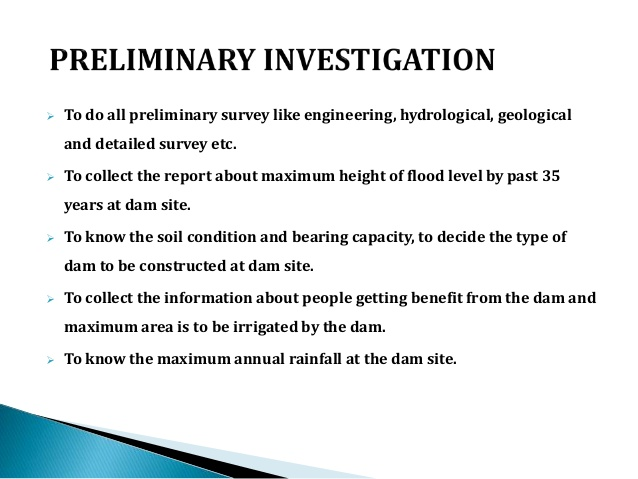 PRELIMINARY INVESTIGATION
To do all preliminary survey like engineering, hydrological, geological
and detailed survey etc.
To collect the report about maximum height of flood level by past 35
years at dam site.
To know the soil condition and bearing capacity, to decide the type of
dam to be constructed at dam site.
To collect the information about people getting benefit from the dam and
maximum area is to be irrigated by the dam.
To know the maximum annual rainfall at the dam site.